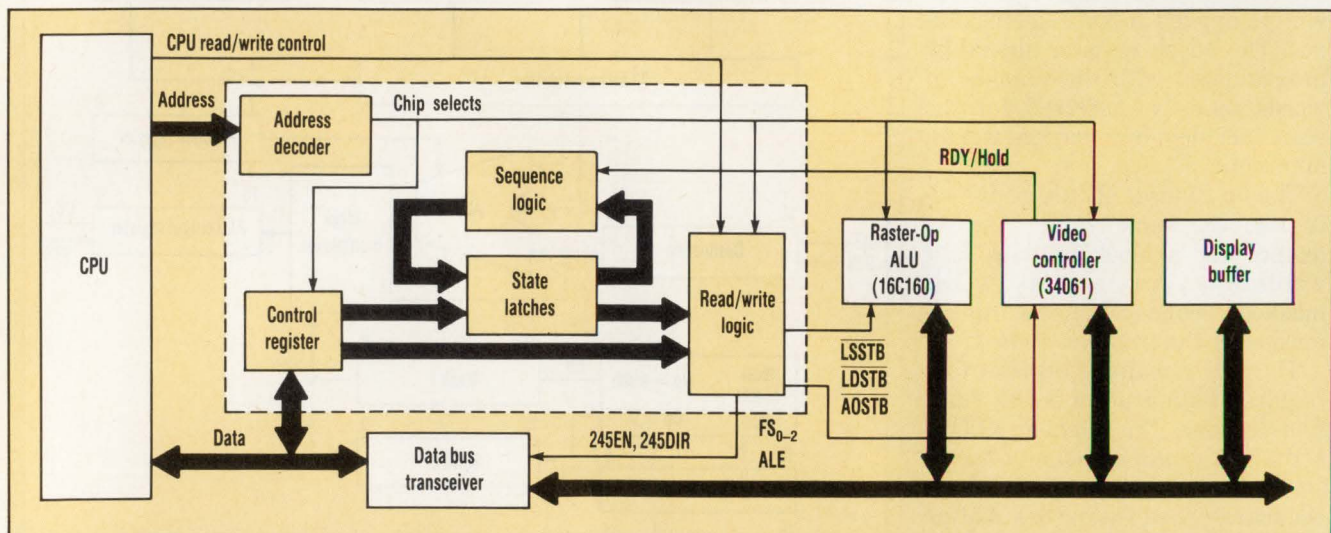 CPU read/write control
Address
Chip selects
Address
decoder
Sequence
logic
RDY/Hold
CPU
State
latches
Control
register
Read/write
logic
Raster-Op
ALU
(16C160)
Video
controller
(34061)
Display
buffer
LSSTB
LDSTB
AOSTB
Data
245EN, 245DIR
FS0–2
ALE
Data bus
transceiver